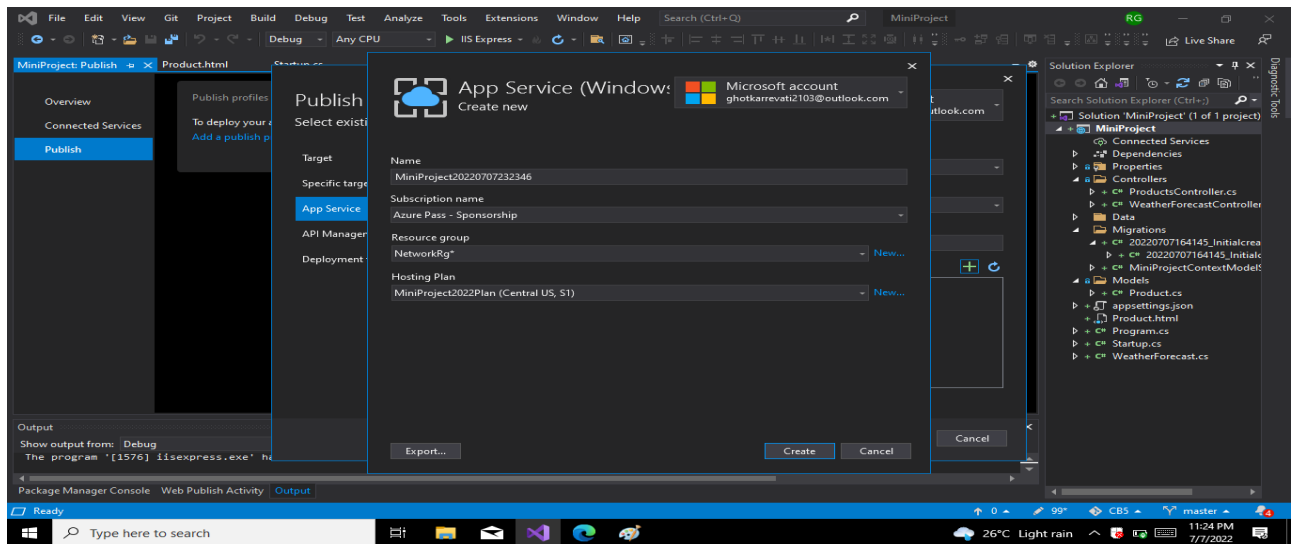 File Edit View Git Project Build Debug Test Analyze Tools Extensions Window Help Search (Ctrl+Q) MiniProject RG
Debug Any CPU IIS Express Live Share
MiniProject: Publish Product.html Startup.cs
Overview
Connected Services
Publish
Publish profiles
To deploy your a
Add a publish p
Publish
Select existi
Target
Specific targe
App Service
API Manager
Deployment
utlook.com
Cancel
App Service (Windows
Create new
Microsoft account
ghotkarrevati2103@outlook.com
Name
MiniProject20220707232346
Subscription name
Azure Pass - Sponsorship
Resource group
NetworkRg*
New...
Hosting Plan
MiniProject2022Plan (Central US, S1)
New...
Export...
Create
Cancel
Solution Explorer
Search Solution Explorer (Ctrl+;)
Solution 'MiniProject' (1 of 1 project)
MiniProject
Connected Services
Dependencies
Properties
Controllers
C# ProductsController.cs
C# WeatherForecastController
Data
Migrations
C# 20220707164145_Initialcrea
C# 20220707164145_Initialc
C# MiniProjectContextModelS
Models
C# Product.cs
appsettings.json
Product.html
C# Program.cs
C# Startup.cs
C# WeatherForecast.cs
Diagnostic Tools
Output
Show output from: Debug
The program '[1576] iisexpress.exe' ha
Package Manager Console Web Publish Activity Output
Ready
0 99+ CBS master 4
Type here to search
26°C Light rain
11:24 PM
7/7/2022